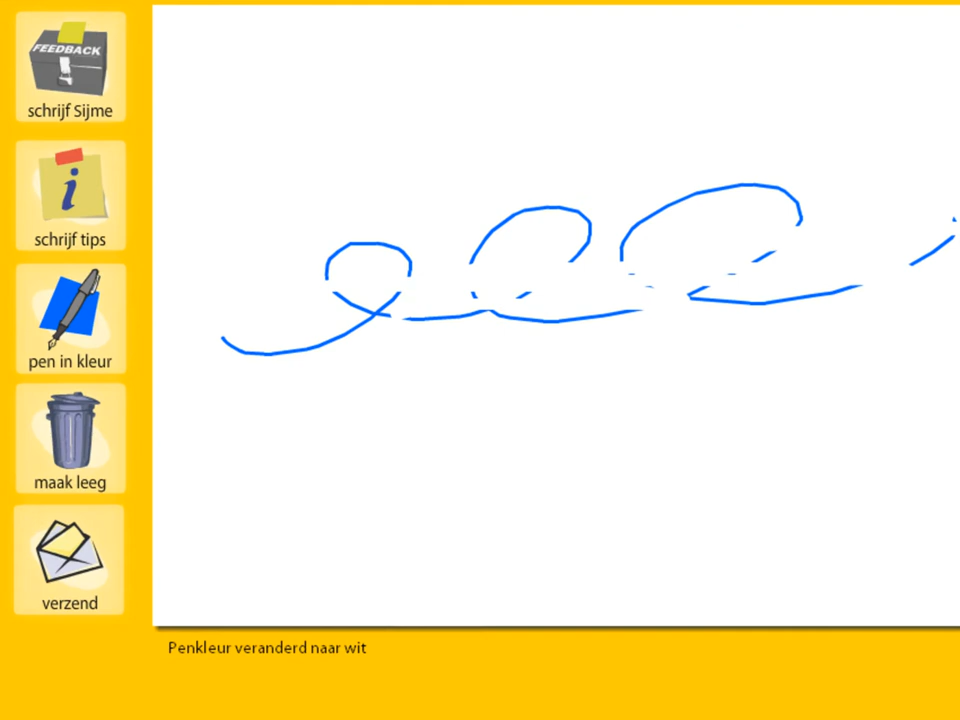 FEEDBACK
schrijf Sijme
i
schrijf tips
pen in kleur
maak leeg
verzend
Penkleur veranderd naar wit